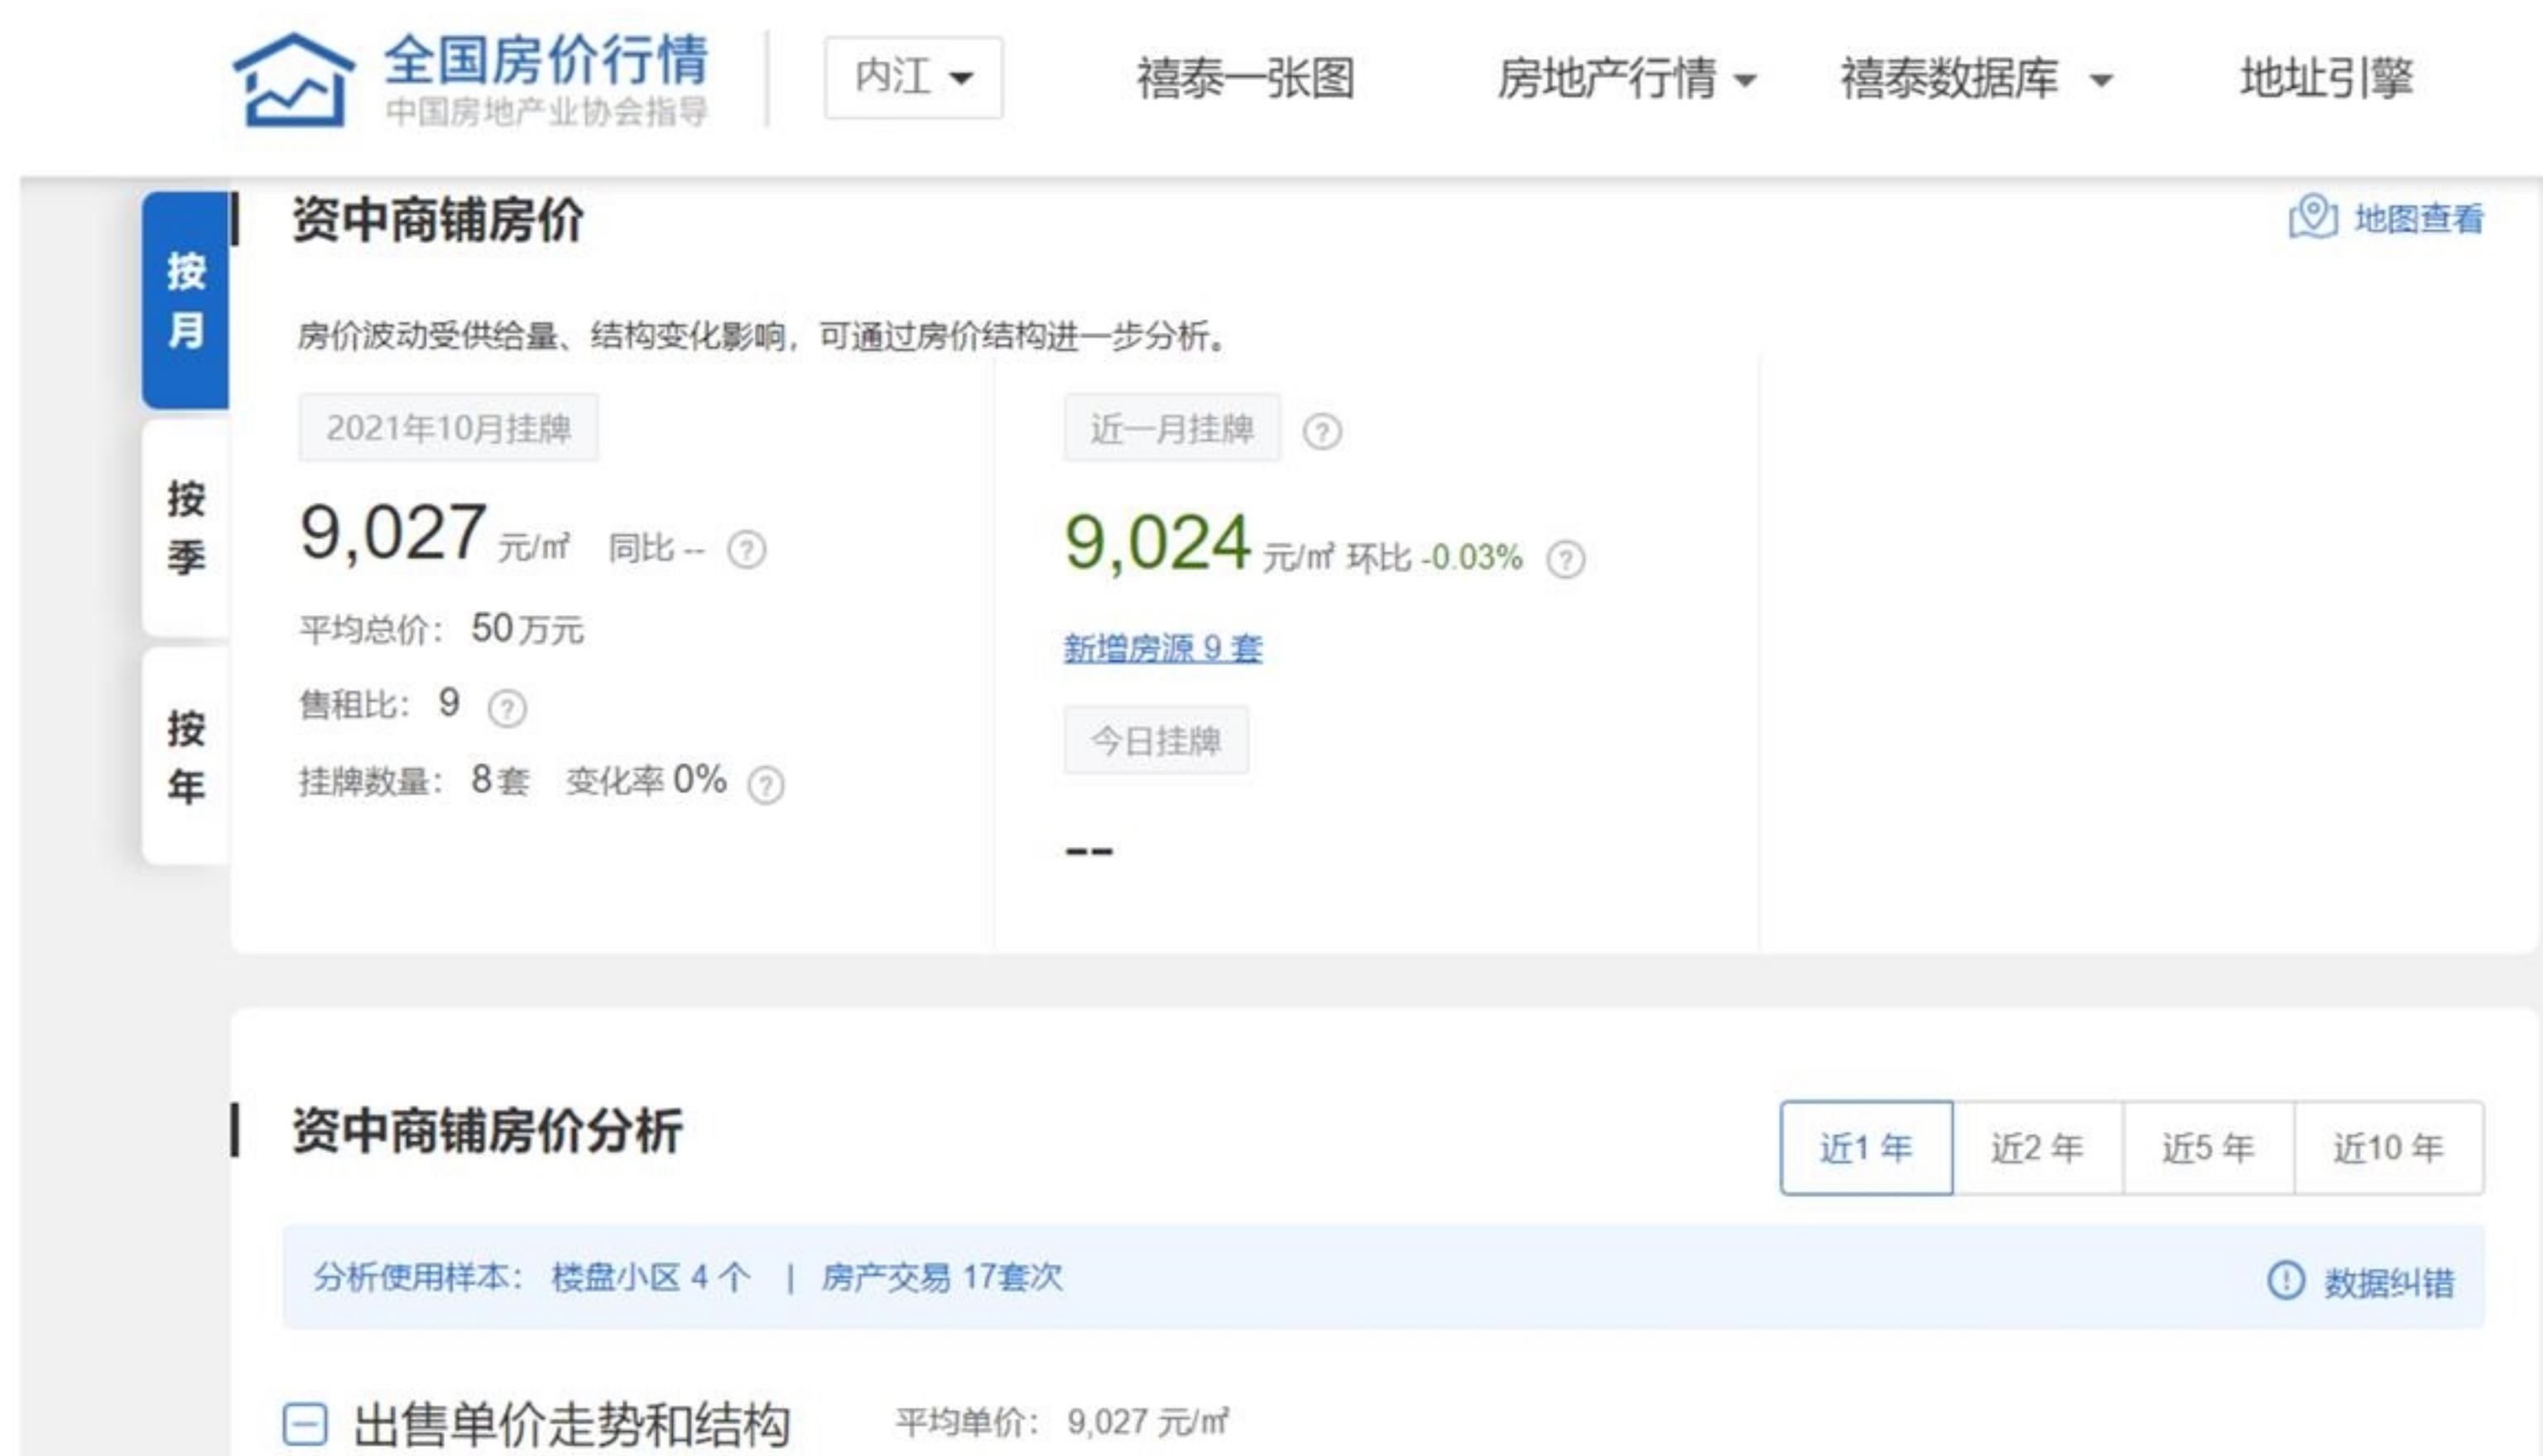 全国房价行情
中国房地产业协会指导
内江
禧泰一张图
房地产行情
禧泰数据库
地址引擎
按月
按季
按年
资中商铺房价
地图查看
房价波动受供给量、结构变化影响，可通过房价结构进一步分析。
2021年10月挂牌
9,027 元/㎡ 同比 -- ?
平均总价： 50万元
售租比： 9 ?
挂牌数量： 8套 变化率 0% ?
近一月挂牌 ?
9,024 元/㎡ 环比 -0.03% ?
新增房源 9 套
今日挂牌
--
资中商铺房价分析
近1 年
近2 年
近5 年
近10 年
分析使用样本： 楼盘小区 4 个 | 房产交易 17套次
数据纠错
出售单价走势和结构 平均单价： 9,027 元/㎡